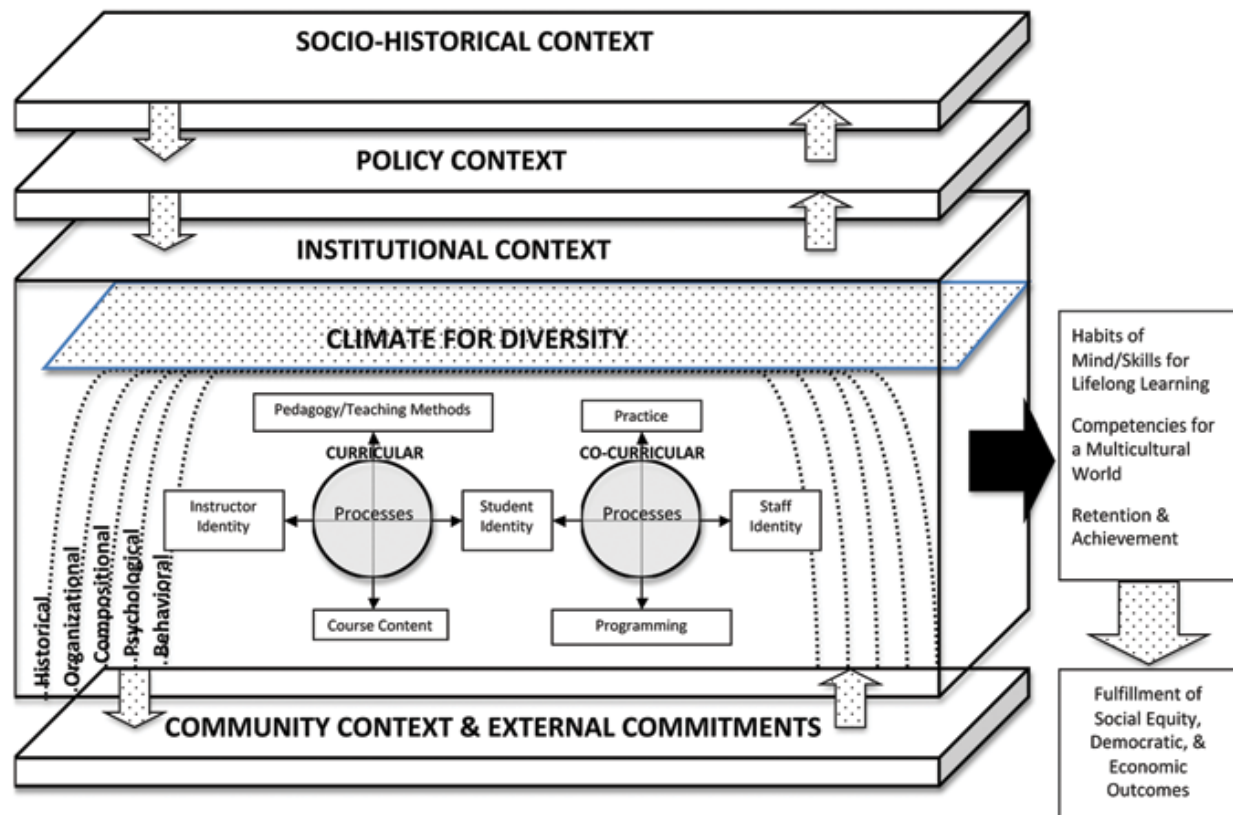 SOCIO-HISTORICAL CONTEXT
POLICY CONTEXT
INSTITUTIONAL CONTEXT
CLIMATE FOR DIVERSITY
Pedagogy/Teaching Methods
CURRICULAR
Processes
Instructor
Identity
Course Content
Student
Identity
Practice
CO-CURRICULAR
Processes
Staff
Identity
Programming
Historical
Organizational
Compositional
Psychological
Behavioral
COMMUNITY CONTEXT & EXTERNAL COMMITMENTS
Habits of
Mind/Skills for
Lifelong Learning
Competencies for
a Multicultural
World
Retention &
Achievement
Fulfillment of
Social Equity,
Democratic, &
Economic
Outcomes